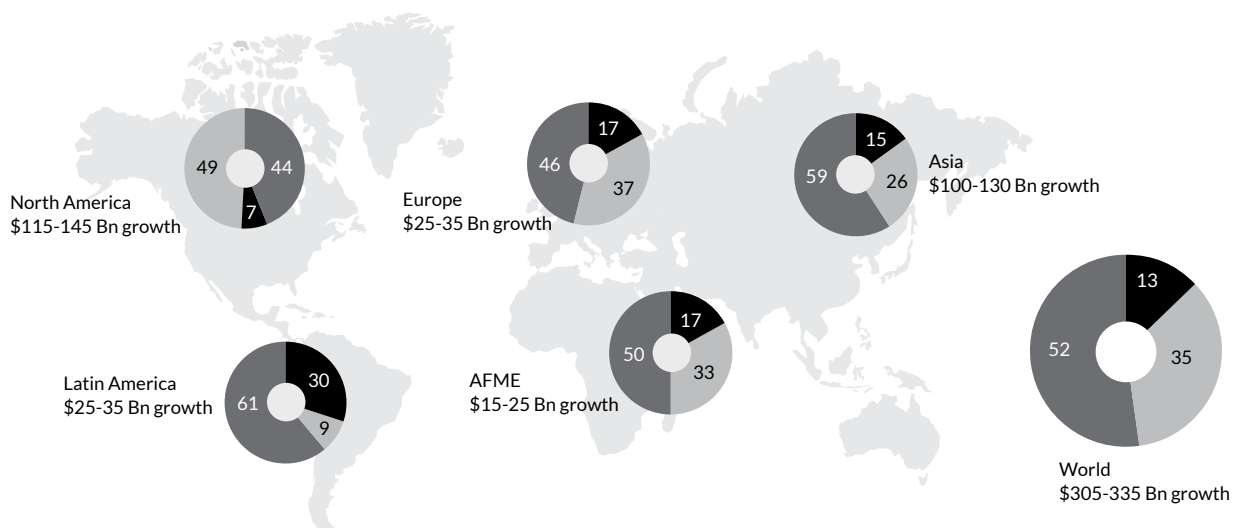 49
44
7
North America
$115-145 Bn growth
17
46
37
Europe
$25-35 Bn growth
15
59
26
Asia
$100-130 Bn growth
30
61
9
Latin America
$25-35 Bn growth
17
50
33
AFME
$15-25 Bn growth
13
52
35
World
$305-335 Bn growth